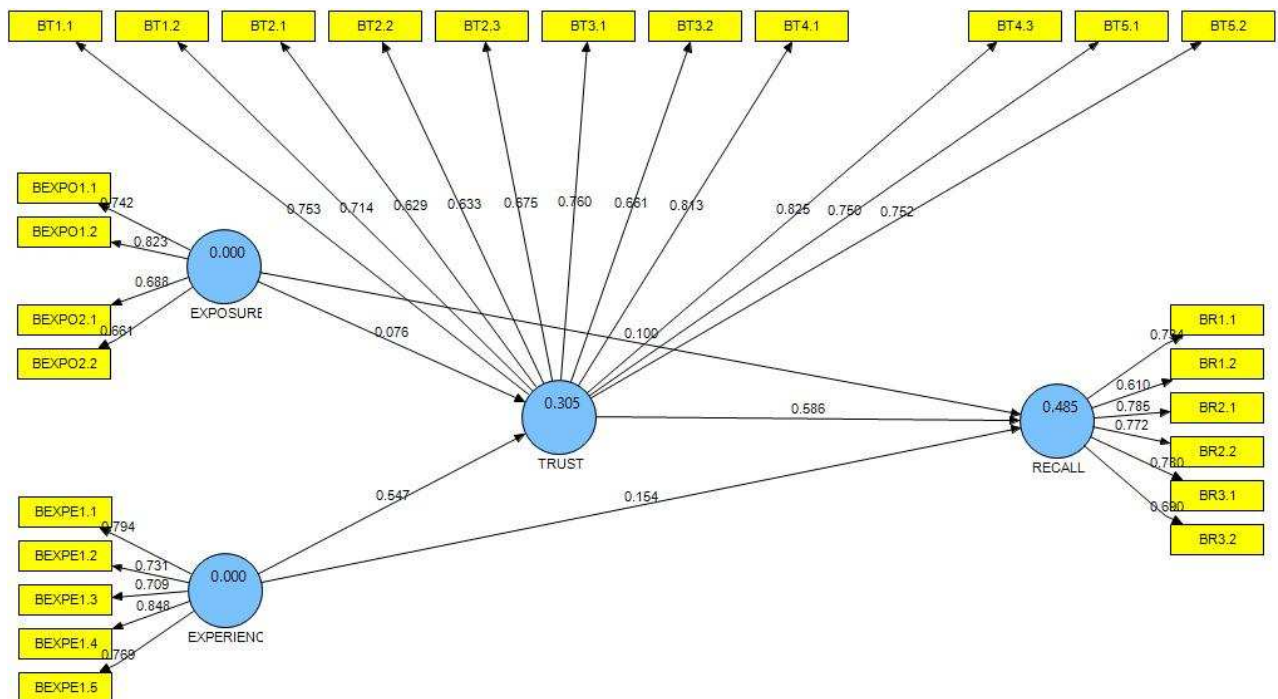 BT1.1
BT1.2
BT2.1
BT2.2
BT2,3
BT3.1
BT3.2
BT4.1
BT4.3
BT5.1
BT5.2
0.753
0.714
0.629
0.633
0.675
0.760
0.661
0.813
0.825
0.750
0.752
BEXPO1.1
BEXPO1.2
BEXPO2.1
BEXPO2.2
0.742
0.823
0.688
0.661
0.000
EXPOSURE
0.076
0.100
0.305
TRUST
0.586
0.485
RECALL
BR1.1
BR1.2
BR2.1
BR2.2
BR3.1
BR3.2
0.610
0.785
0.772
0.547
0.154
BEXPE1.1
BEXPE1.2
BEXPE1.3
BEXPE1.4
BEXPE1.5
0.794
0.731
0.709
0.848
0.769
0.000
EXPERIENC